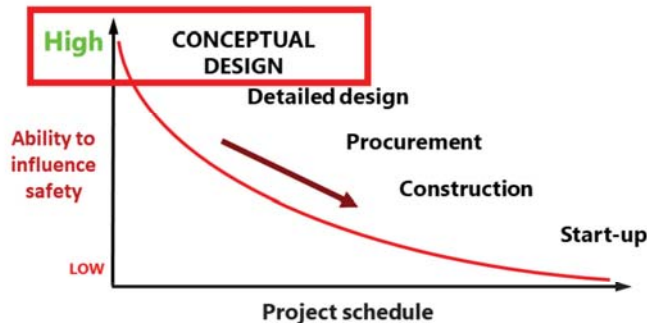 High
CONCEPTUAL
DESIGN
Detailed design
Ability to
influence
safety
Procurement
Construction
Start-up
LOW
Project schedule